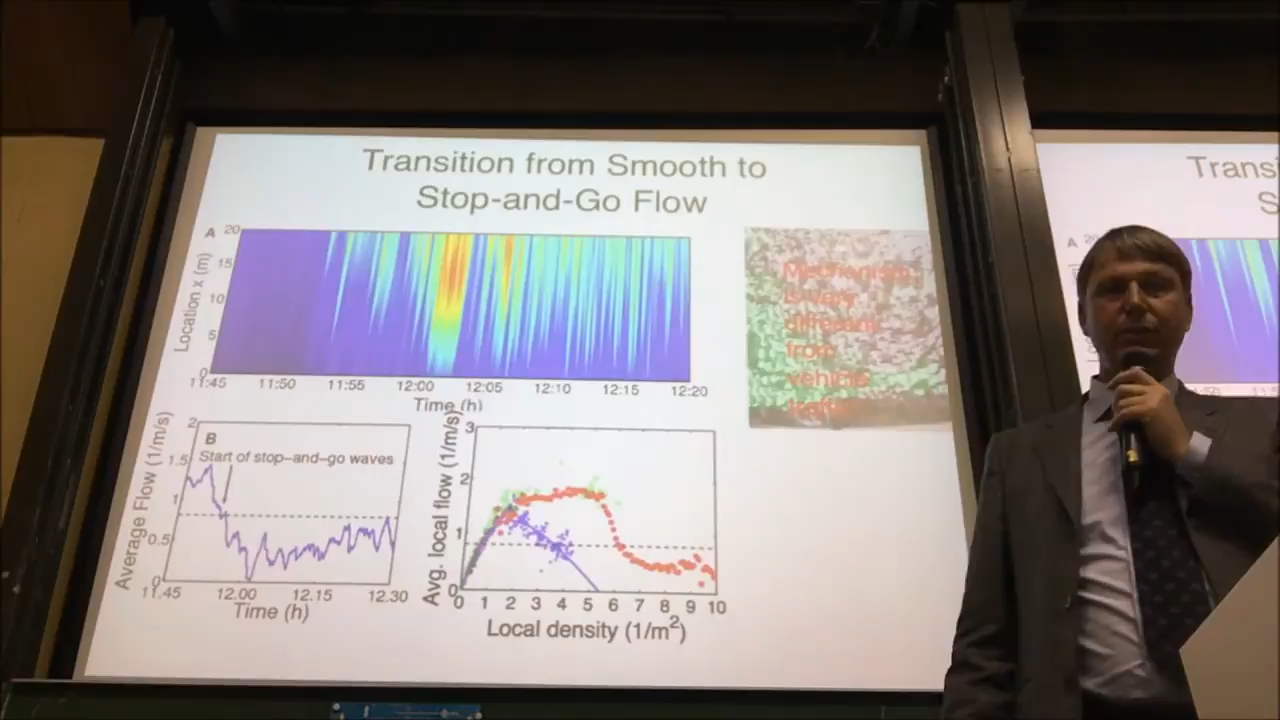 Transition from Smooth to
Stop-and-Go Flow
A
20
15
10
5
0
Location x (m)
11:45 11:50 11:55 12:00 12:05 12:10 12:15 12:20
Time (h)
Mechanism
is very
different
from
vehicle
traffic
B
Start of stop–and–go waves
2
1.5
1
0.5
0
Average Flow (1/m/s)
11.45 12.00 12.15 12.30
Time (h)
3
2
1
0
Avg. local flow (1/m/s)
0 1 2 3 4 5 6 7 8 9 10
Local density (1/m²)
Trans
S
A